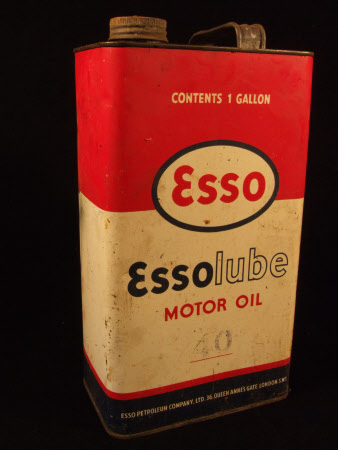 CONTENTS 1 GALLON
Esso
Essolube
MOTOR OIL
40
ESSO PETROLEUM COMPANY, LTD. 36 QUEEN ANNE'S GATE LONDON S.W.1